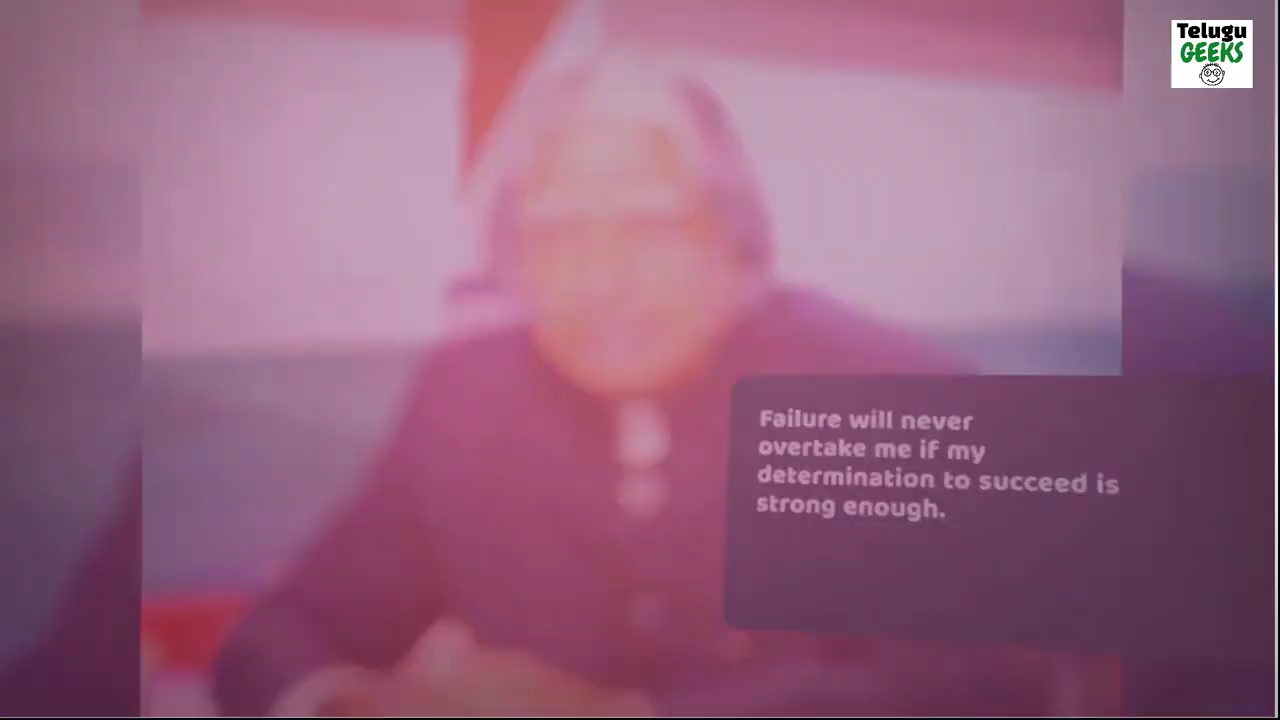 Telugu
GEEKS
Failure will never
overtake me if my
determination to succeed is
strong enough.